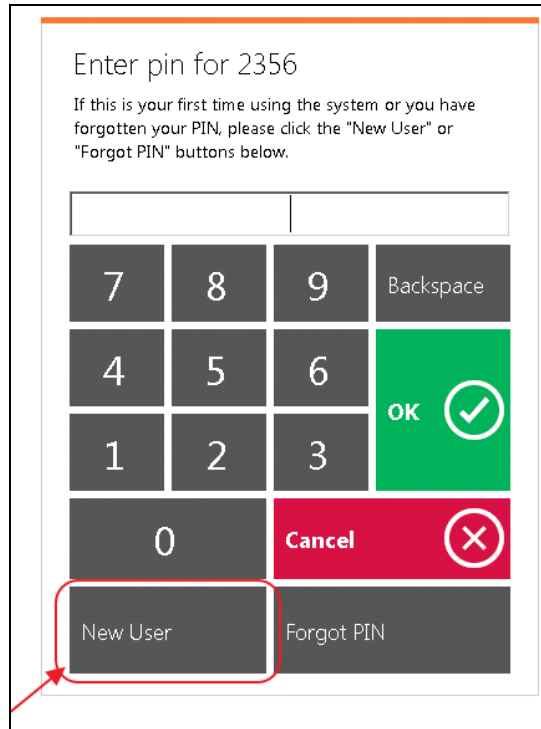 Enter pin for 2356
If this is your first time using the system or you have
forgotten your PIN, please click the "New User" or
"Forgot PIN" buttons below.
7 8 9 Backspace
4 5 6
OK
1 2 3
0 Cancel
New User Forgot PIN